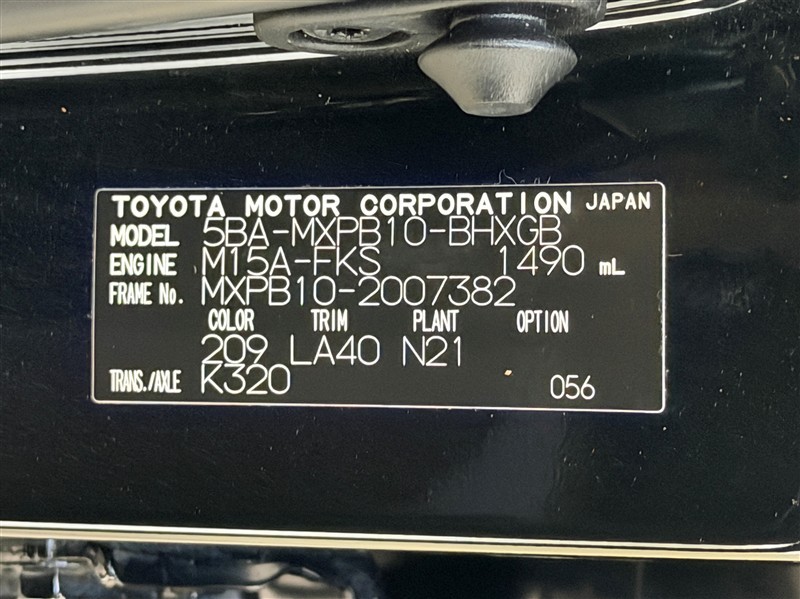 TOYOTA MOTOR CORPORATION JAPAN
MODEL 5BA-MXPB10-BHXGB
ENGINE M15A-FKS 1490 mL
FRAME No. MXPB10-2007382
COLOR TRIM PLANT OPTION
209 LA40 N21
TRANS./AXLE K320 056